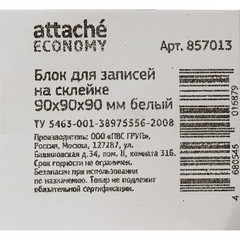 attaché
ECONOMY
Арт. 857013
Блок для записей
на склейке
90х90х90 мм белый
ТУ 5463-001-38975556-2008
Изготовитель: ООО «ПВС ГРУП»,
Россия, Москва, 127287, ул.
Башиловская д.34, пом. II, комната 31Б.
Срок годности не ограничен.
Безопасен при использовании
по назначению. Товар не подлежит
обязательной сертификации.
4 680546 016879